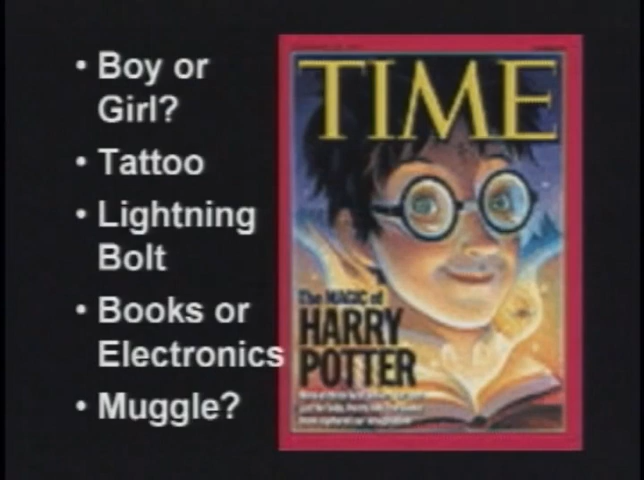 • Boy or
Girl?
• Tattoo
• Lightning
Bolt
• Books or
Electronics
• Muggle?
TIME
The MAGIC of
HARRY
POTTER